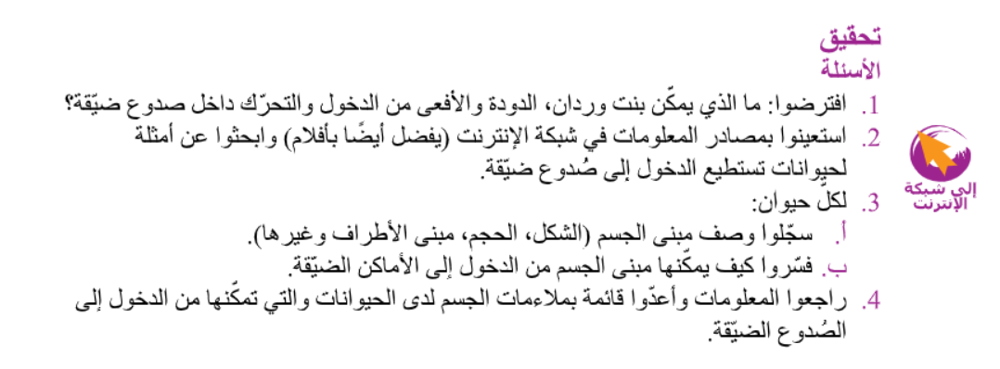 تحقيق
الأسئلة
1. افترضوا: ما الذي يمكّن بنت وردان، الدودة والأفعى من الدخول والتحرّك داخل صدوع ضيّقة؟
2. استعينوا بمصادر المعلومات في شبكة الإنترنت (يفضل أيضًا بأفلام) وابحثوا عن أمثلة
لحيوانات تستطيع الدخول إلى صُدوع ضيّقة.
إلى شبكة
الإنترنت
3. لكلّ حيوان:
أ. سجّلوا وصف مبنى الجسم (الشكل، الحجم، مبنى الأطراف وغيرها).
ب. فسّروا كيف يمكّنها مبنى الجسم من الدخول إلى الأماكن الضيّقة.
4. راجعوا المعلومات وأعدّوا قائمة بملاءمات الجسم لدى الحيوانات والتي تمكّنها من الدخول إلى
الصُدوع الضيّقة.